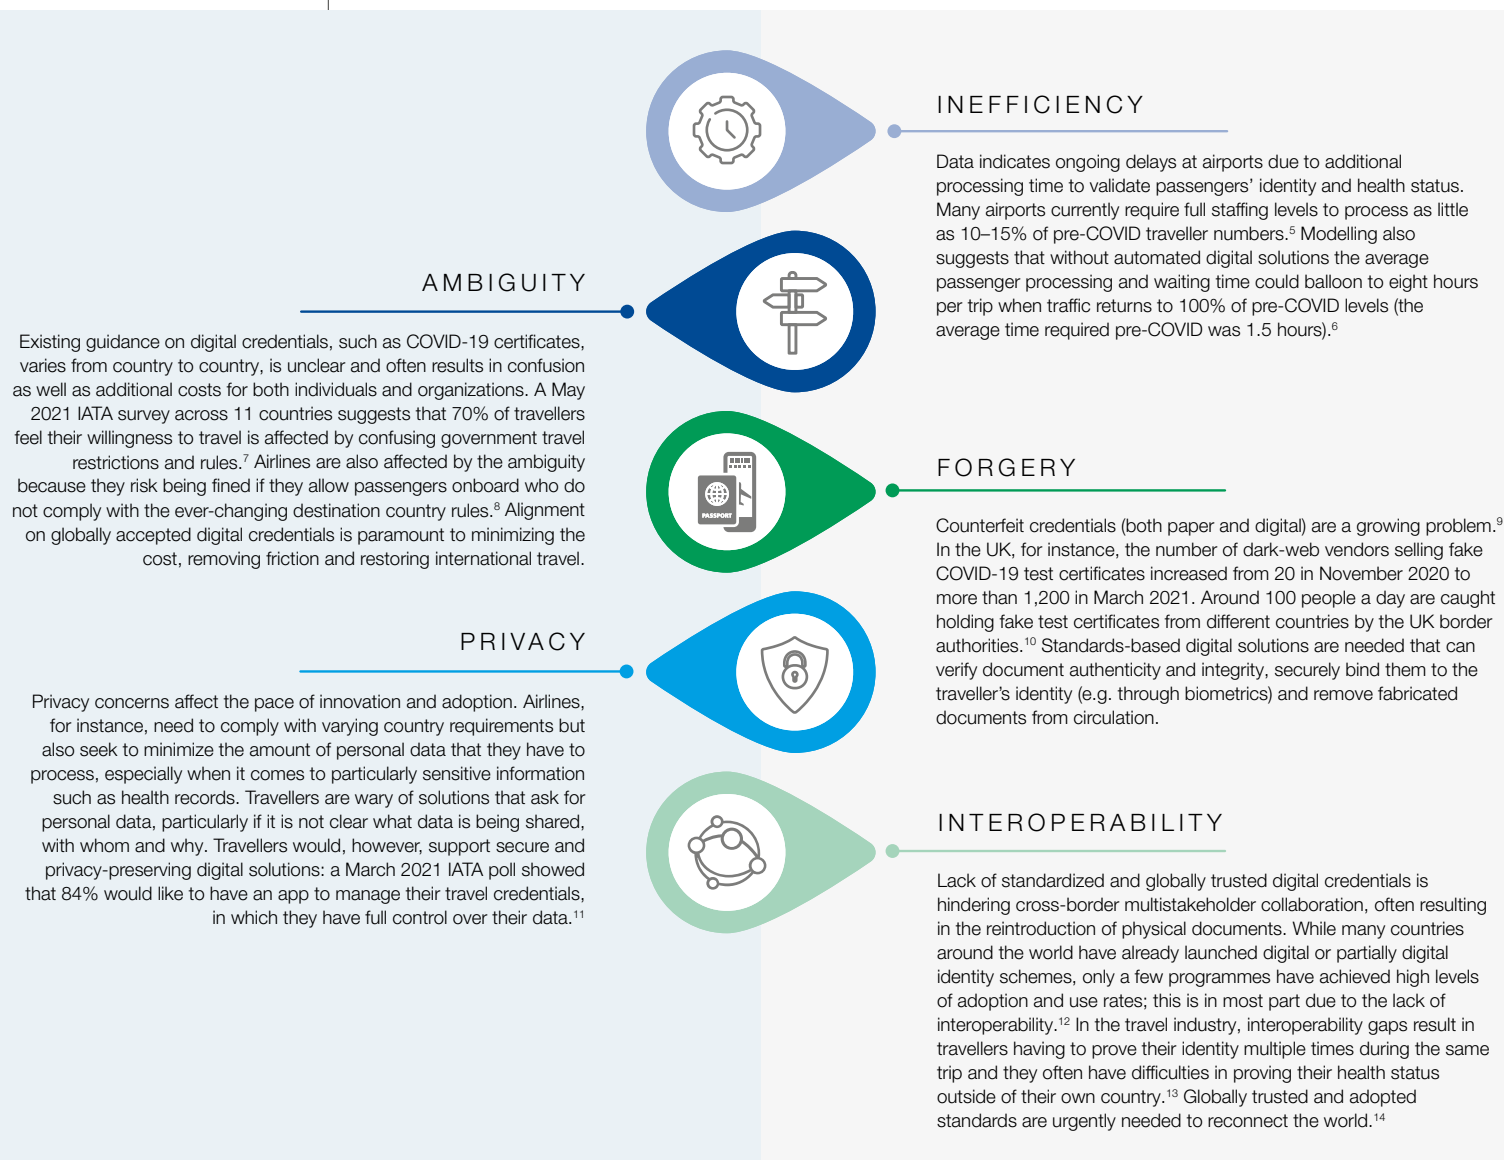 INEFFICIENCY
Data indicates ongoing delays at airports due to additional
processing time to validate passengers’ identity and health status.
Many airports currently require full staffing levels to process as little
as 10–15% of pre-COVID traveller numbers.5 Modelling also
suggests that without automated digital solutions the average
passenger processing and waiting time could balloon to eight hours
per trip when traffic returns to 100% of pre-COVID levels (the
average time required pre-COVID was 1.5 hours).6
AMBIGUITY
Existing guidance on digital credentials, such as COVID-19 certificates,
varies from country to country, is unclear and often results in confusion
as well as additional costs for both individuals and organizations. A May
2021 IATA survey across 11 countries suggests that 70% of travellers
feel their willingness to travel is affected by confusing government travel
restrictions and rules.7 Airlines are also affected by the ambiguity
because they risk being fined if they allow passengers onboard who do
not comply with the ever-changing destination country rules.8 Alignment
on globally accepted digital credentials is paramount to minimizing the
cost, removing friction and restoring international travel.
PASSPORT
FORGERY
Counterfeit credentials (both paper and digital) are a growing problem.9
In the UK, for instance, the number of dark-web vendors selling fake
COVID-19 test certificates increased from 20 in November 2020 to
more than 1,200 in March 2021. Around 100 people a day are caught
holding fake test certificates from different countries by the UK border
authorities.10 Standards-based digital solutions are needed that can
verify document authenticity and integrity, securely bind them to the
traveller’s identity (e.g. through biometrics) and remove fabricated
documents from circulation.
PRIVACY
Privacy concerns affect the pace of innovation and adoption. Airlines,
for instance, need to comply with varying country requirements but
also seek to minimize the amount of personal data that they have to
process, especially when it comes to particularly sensitive information
such as health records. Travellers are wary of solutions that ask for
personal data, particularly if it is not clear what data is being shared,
with whom and why. Travellers would, however, support secure and
privacy-preserving digital solutions: a March 2021 IATA poll showed
that 84% would like to have an app to manage their travel credentials,
in which they have full control over their data.11
INTEROPERABILITY
Lack of standardized and globally trusted digital credentials is
hindering cross-border multistakeholder collaboration, often resulting
in the reintroduction of physical documents. While many countries
around the world have already launched digital or partially digital
identity schemes, only a few programmes have achieved high levels
of adoption and use rates; this is in most part due to the lack of
interoperability.12 In the travel industry, interoperability gaps result in
travellers having to prove their identity multiple times during the same
trip and they often have difficulties in proving their health status
outside of their own country.13 Globally trusted and adopted
standards are urgently needed to reconnect the world.14